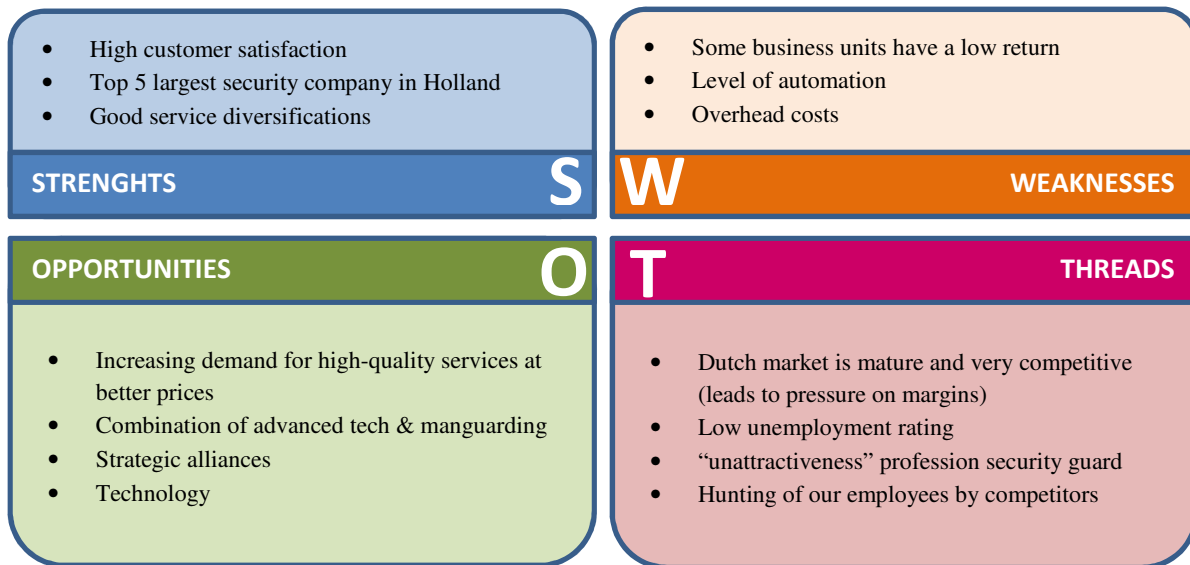 • High customer satisfaction
• Top 5 largest security company in Holland
• Good service diversifications
STRENGHTS S
• Some business units have a low return
• Level of automation
• Overhead costs
W WEAKNESSES
OPPORTUNITIES O
• Increasing demand for high-quality services at
better prices
• Combination of advanced tech & manguarding
• Strategic alliances
• Technology
T THREADS
• Dutch market is mature and very competitive
(leads to pressure on margins)
• Low unemployment rating
• “unattractiveness” profession security guard
• Hunting of our employees by competitors